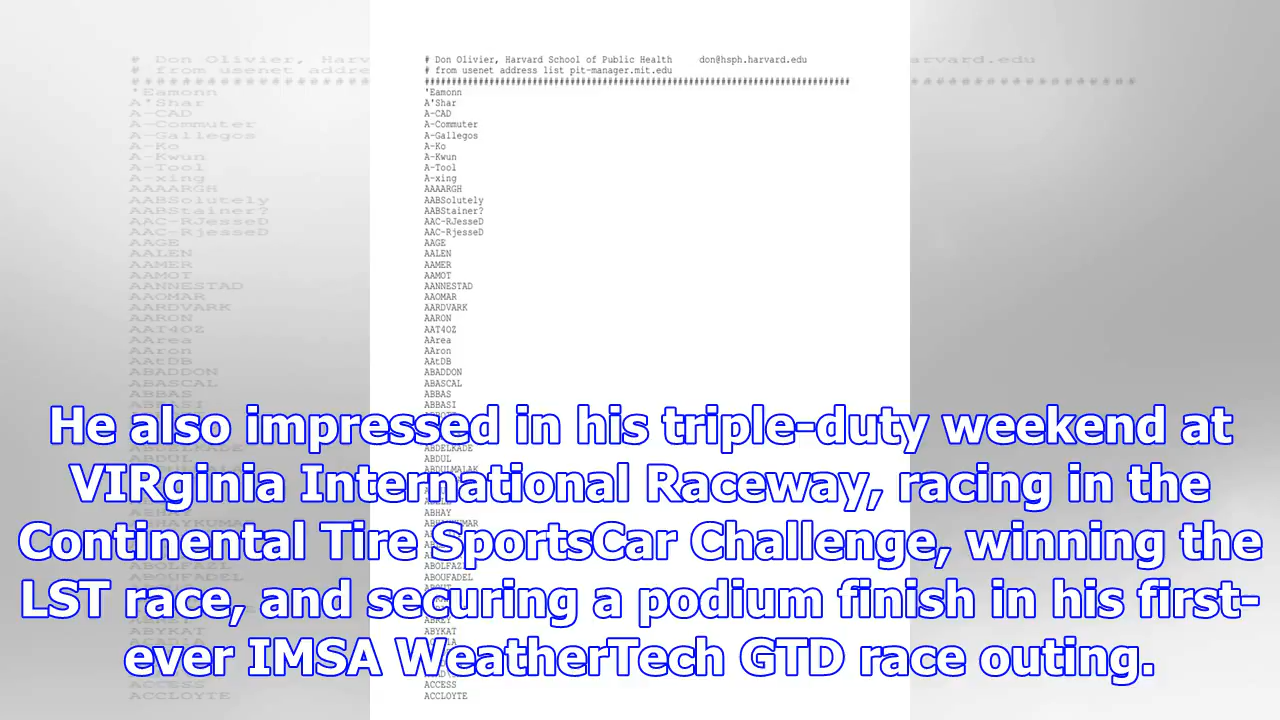 # Don Olivier, Harvard School of Public Health don@hsph.harvard.edu
# from usenet address list pit-manager.mit.edu
################################################################################
'Eamonn
A'Shar
A-CAD
A-Commuter
A-Gallegos
A-Ko
A-Kwun
A-Tool
A-xing
AAAARGH
AABSolutely
AABStainer?
AAC-RJesseD
AAC-RjesseD
AAGE
AALEN
AAMER
AAMOT
AANNESTAD
AAOMAR
AARDVARK
AARON
AAT4OZ
AArea
AAron
AAtDB
ABADDON
ABASCAL
ABBAS
ABBASI
He also impressed in his triple-duty weekend at
ABDELKADE
ABDUL
ABDULMALAK
VIRginia International Raceway, racing in the
ABHAY
ABHAYKUMAR
Continental Tire SportsCar Challenge, winning the
ABOLFAZL
ABOUFADEL
LST race, and securing a podium finish in his first-
ABREY
ABYKAT
ever IMSA WeatherTech GTD race outing.
ACCESS
ACCLOYTE